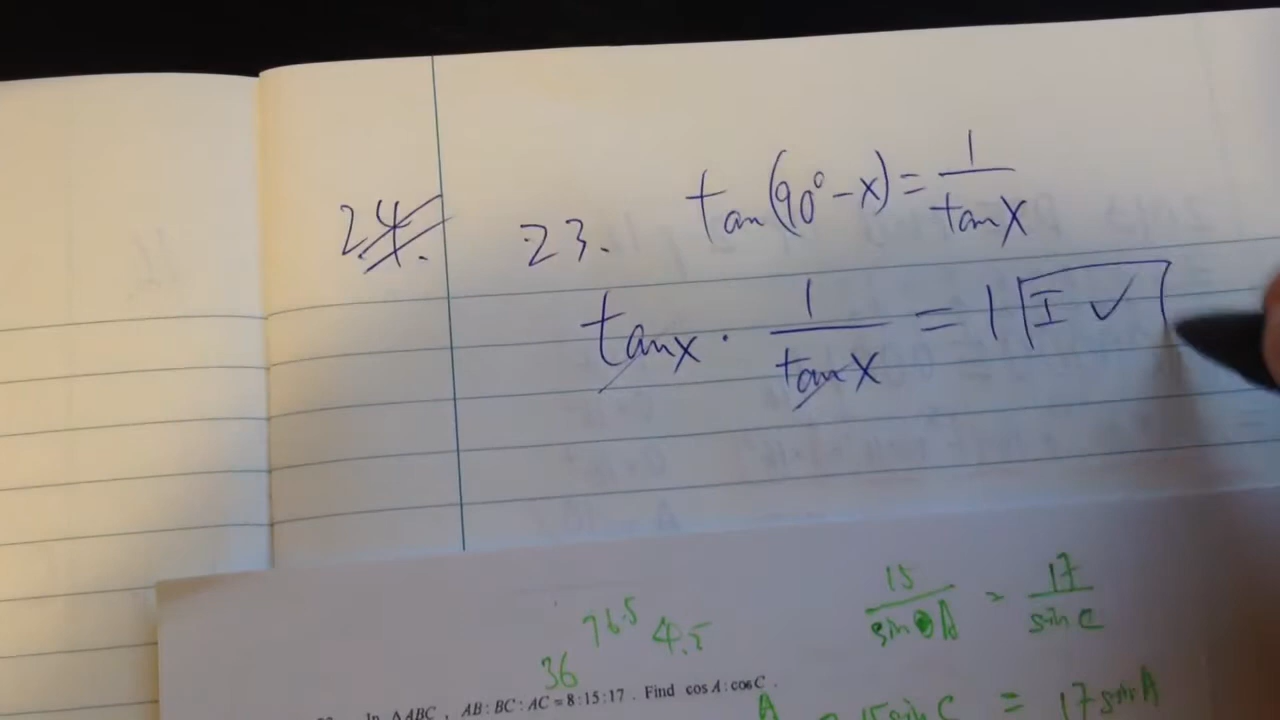 24. 23. tan(90°-x) = 1/tanx
tanx · 1/tanx = 1 I ✓
15/sin A = 17/sin C
76.5
36 4.5
In △ABC , AB : BC : AC = 8 : 15 : 17 . Find cos A : cos C .
A 15 sin C = 17 sin A